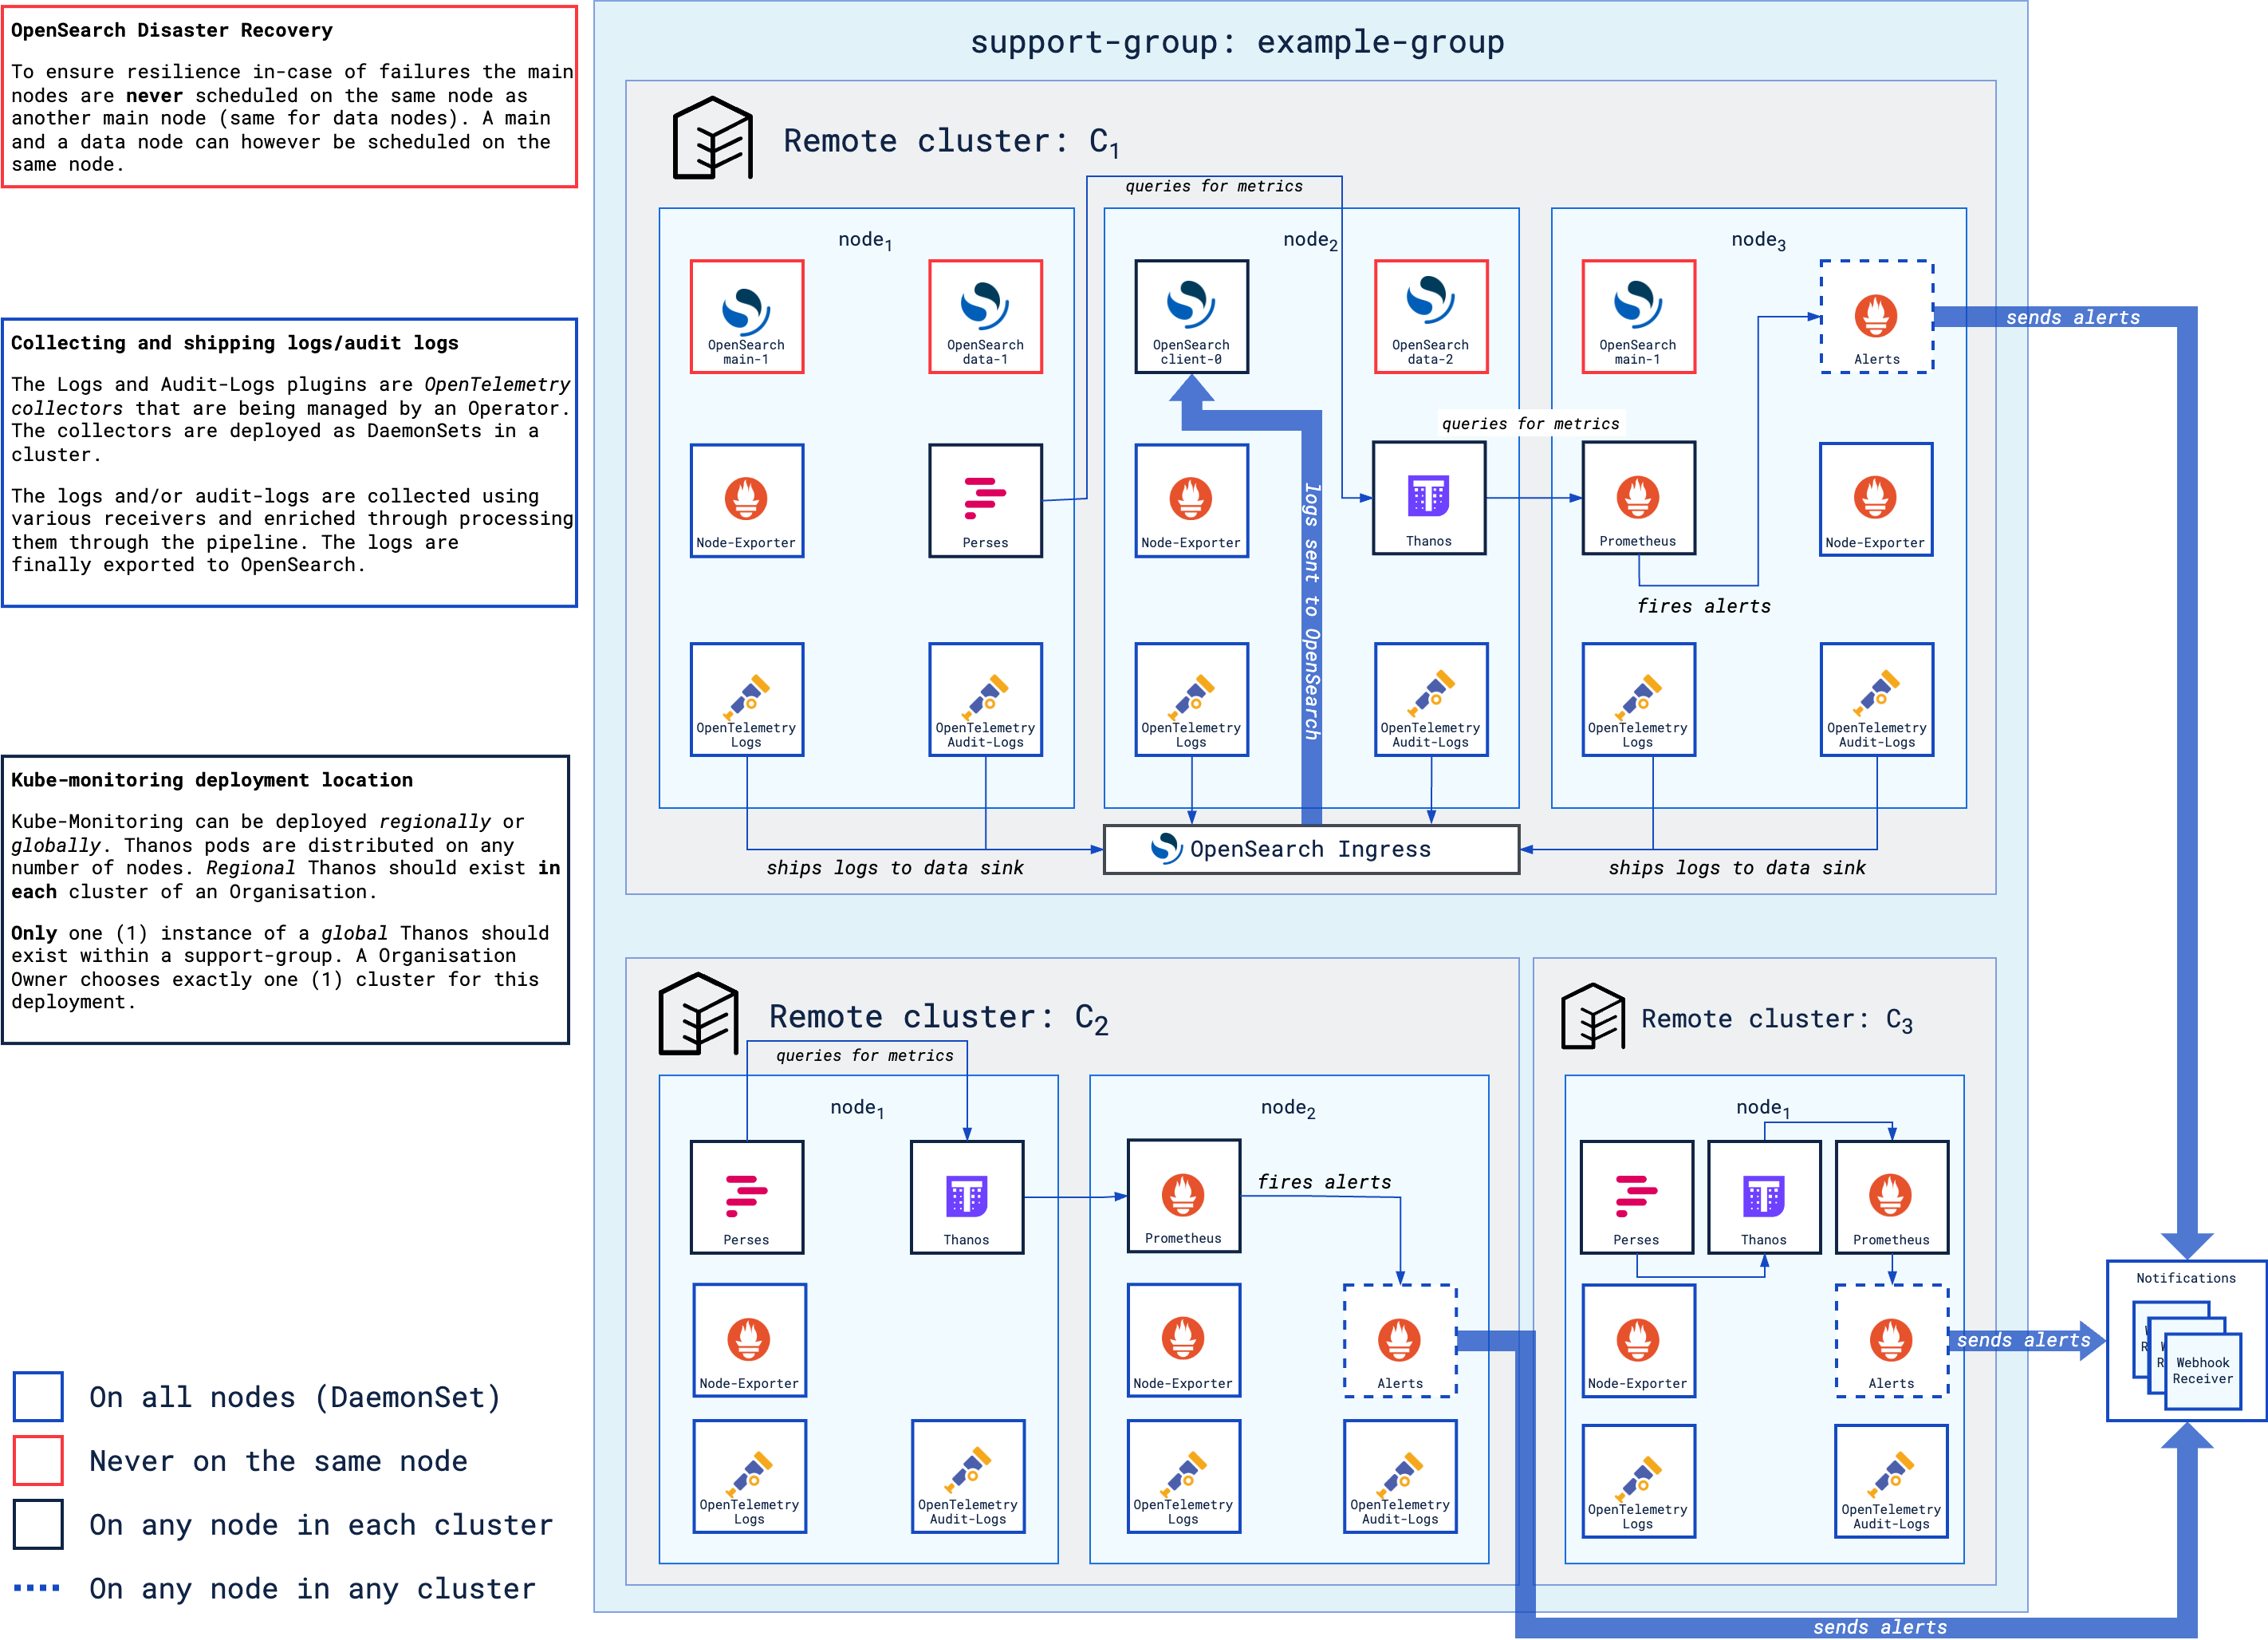 OpenSearch Disaster Recovery
To ensure resilience in-case of failures the main
nodes are never scheduled on the same node as
another main node (same for data nodes). A main
and a data node can however be scheduled on the
same node.
Collecting and shipping logs/audit logs
The Logs and Audit-Logs plugins are OpenTelemetry
collectors that are being managed by an Operator.
The collectors are deployed as DaemonSets in a
cluster.
The logs and/or audit-logs are collected using
various receivers and enriched through processing
them through the pipeline. The logs are
finally exported to OpenSearch.
Kube-monitoring deployment location
Kube-Monitoring can be deployed regionally or
globally. Thanos pods are distributed on any
number of nodes. Regional Thanos should exist in
each cluster of an Organisation.
Only one (1) instance of a global Thanos should
exist within a support-group. A Organisation
Owner chooses exactly one (1) cluster for this
deployment.
On all nodes (DaemonSet)
Never on the same node
On any node in each cluster
On any node in any cluster
support-group: example-group
Remote cluster: C1
queries for metrics
node1
OpenSearch
main-1
OpenSearch
data-1
Node-Exporter
Perses
OpenTelemetry
Logs
OpenTelemetry
Audit-Logs
node2
OpenSearch
client-0
OpenSearch
data-2
Node-Exporter
Thanos
logs sent to OpenSearch
OpenTelemetry
Logs
OpenTelemetry
Audit-Logs
queries for metrics
node3
OpenSearch
main-1
Alerts
sends alerts
Prometheus
Node-Exporter
fires alerts
OpenTelemetry
Logs
OpenTelemetry
Audit-Logs
ships logs to data sink
OpenSearch Ingress
ships logs to data sink
Remote cluster: C2
queries for metrics
node1
Perses
Thanos
Node-Exporter
OpenTelemetry
Logs
OpenTelemetry
Audit-Logs
node2
Prometheus
fires alerts
Node-Exporter
Alerts
OpenTelemetry
Logs
OpenTelemetry
Audit-Logs
Remote cluster: C3
node1
Perses
Thanos
Prometheus
Node-Exporter
Alerts
sends alerts
OpenTelemetry
Logs
OpenTelemetry
Audit-Logs
Notifications
Webhook
Receiver
sends alerts